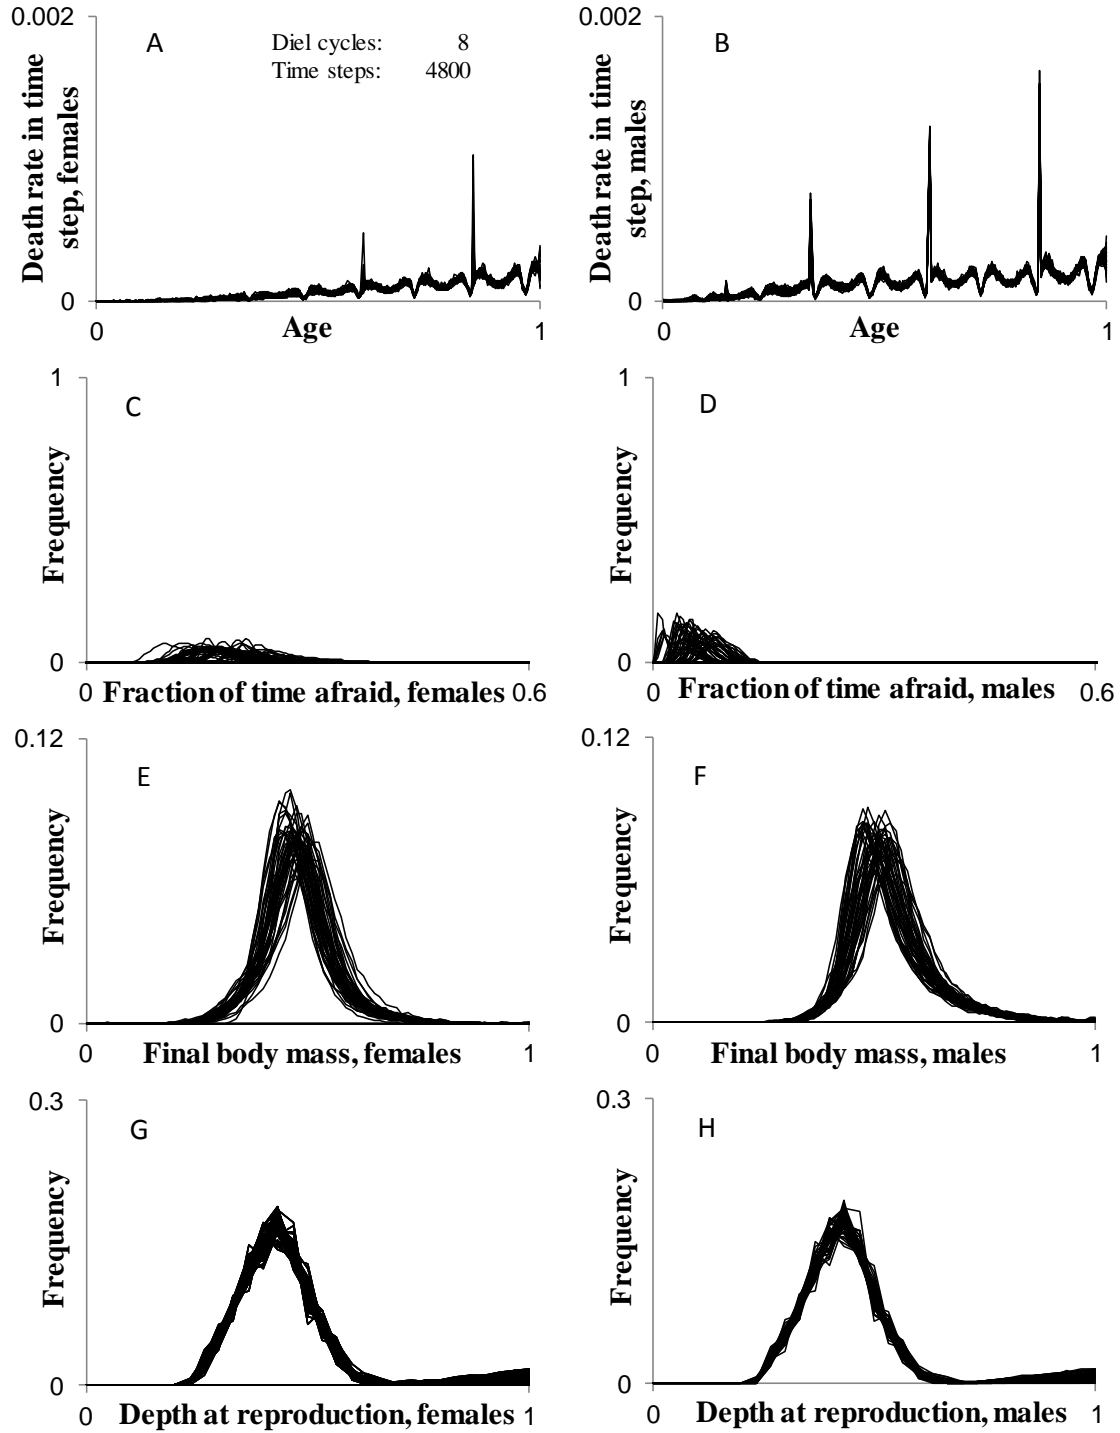 0.002
A
Diel cycles: 8
Time steps: 4800
Death rate in time
step, females
0
0
Age
1
0.002
B
Death rate in time
step, males
0
0
Age
1
1
C
Frequency
0
0
Fraction of time afraid, females
0.6
1
D
Frequency
0
0
Fraction of time afraid, males
0.6
0.12
E
Frequency
0
0
Final body mass, females
1
0.12
F
Frequency
0
0
Final body mass, males
1
0.3
G
Frequency
0
0
Depth at reproduction, females
1
0.3
H
Frequency
0
0
Depth at reproduction, males
1